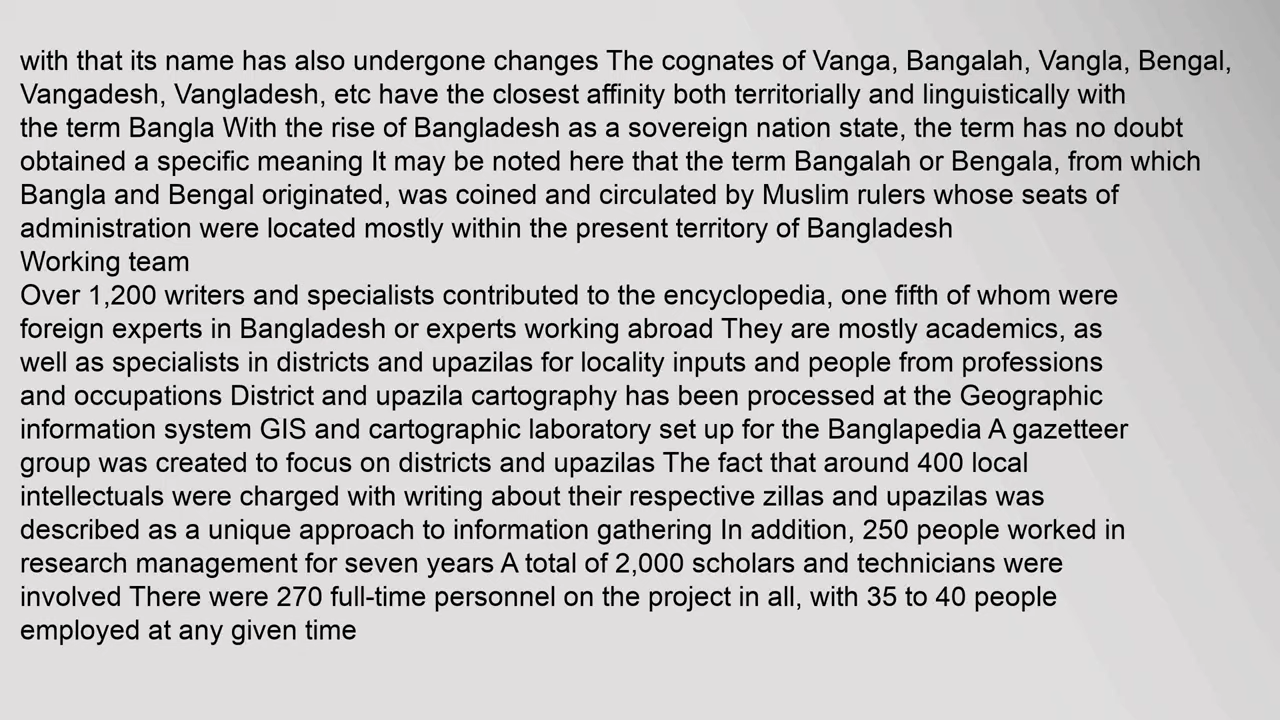 with that its name has also undergone changes The cognates of Vanga, Bangalah, Vangla, Bengal,
Vangadesh, Vangladesh, etc have the closest affinity both territorially and linguistically with
the term Bangla With the rise of Bangladesh as a sovereign nation state, the term has no doubt
obtained a specific meaning It may be noted here that the term Bangalah or Bengala, from which
Bangla and Bengal originated, was coined and circulated by Muslim rulers whose seats of
administration were located mostly within the present territory of Bangladesh
Working team
Over 1,200 writers and specialists contributed to the encyclopedia, one fifth of whom were
foreign experts in Bangladesh or experts working abroad They are mostly academics, as
well as specialists in districts and upazilas for locality inputs and people from professions
and occupations District and upazila cartography has been processed at the Geographic
information system GIS and cartographic laboratory set up for the Banglapedia A gazetteer
group was created to focus on districts and upazilas The fact that around 400 local
intellectuals were charged with writing about their respective zillas and upazilas was
described as a unique approach to information gathering In addition, 250 people worked in
research management for seven years A total of 2,000 scholars and technicians were
involved There were 270 full-time personnel on the project in all, with 35 to 40 people
employed at any given time